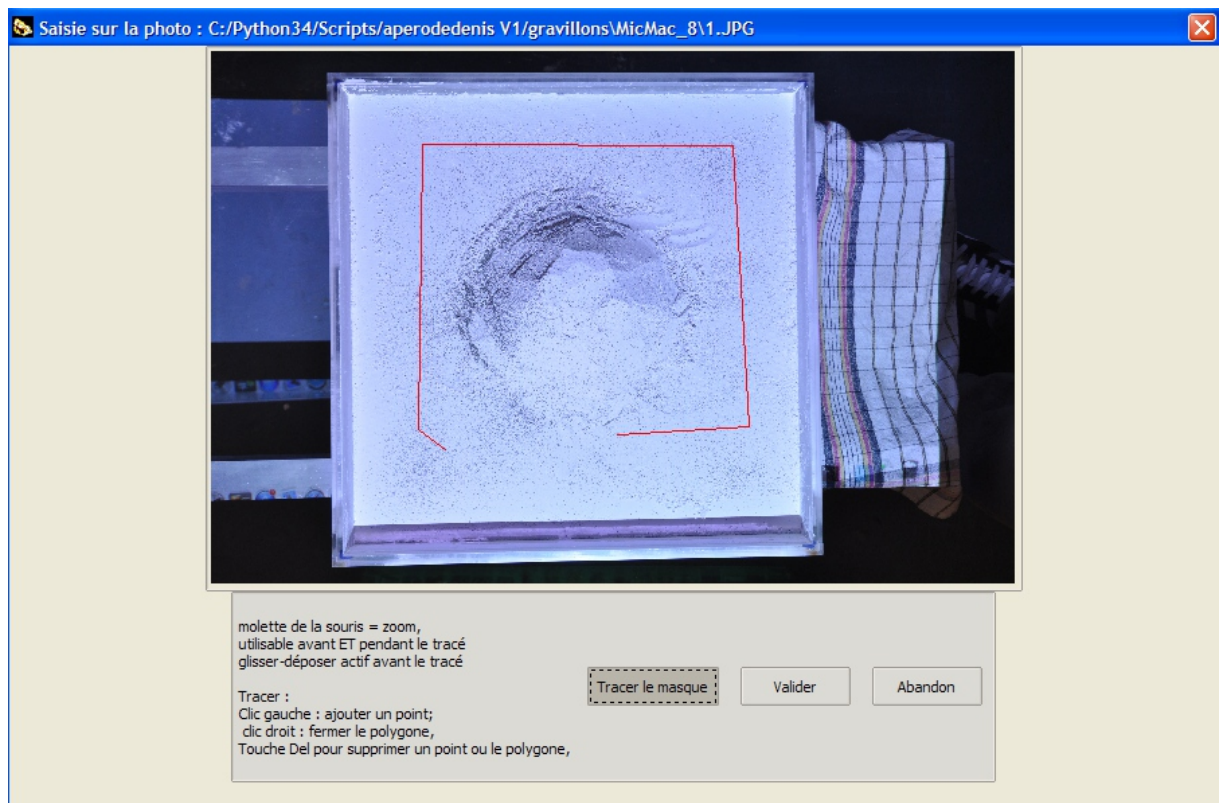 Saisie sur la photo : C:/Python34/Scripts/aperodedenis V1/gravillons\MicMac_8\1.JPG
molette de la souris = zoom,
utilisable avant ET pendant le tracé
glisser-déposer actif avant le tracé
Tracer le masque
Valider
Abandon
Tracer :
Clic gauche : ajouter un point;
clic droit : fermer le polygone,
Touche Del pour supprimer un point ou le polygone,